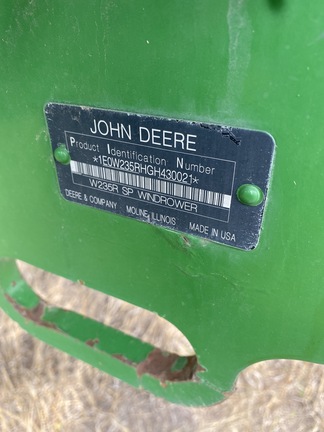 JOHN DEERE
Product Identification Number
*1E0W235RHGH430021*
W235R SP WINDROWER
DEERE & COMPANY MOLINE ILLINOIS MADE IN USA